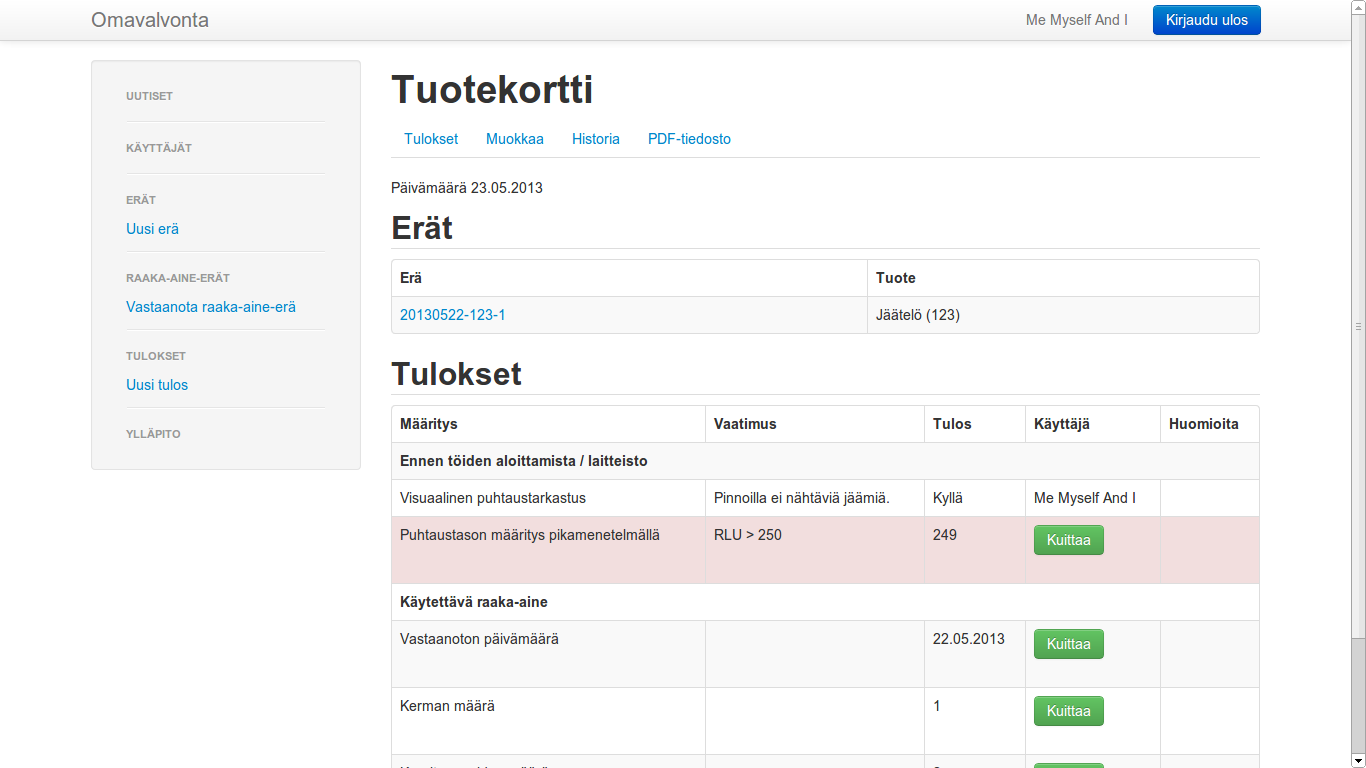 Omavalvonta
Me Myself And I
Kirjaudu ulos
UUTISET
KÄYTTÄJÄT
ERÄT
Uusi erä
RAAKA-AINE-ERÄT
Vastaanota raaka-aine-erä
TULOKSET
Uusi tulos
YLLÄPITO
Tuotekortti
Tulokset Muokkaa Historia PDF-tiedosto
Päivämäärä 23.05.2013
Erät
Erä Tuote
20130522-123-1 Jäätelö (123)
Tulokset
Määritys Vaatimus Tulos Käyttäjä Huomioita
Ennen töiden aloittamista / laitteisto
Visuaalinen puhtaustarkastus Pinnoilla ei nähtäviä jäämiä. Kyllä Me Myself And I
Puhtaustason määritys pikamenetelmällä RLU > 250 249 Kuittaa
Käytettävä raaka-aine
Vastaanoton päivämäärä 22.05.2013 Kuittaa
Kerman määrä 1 Kuittaa